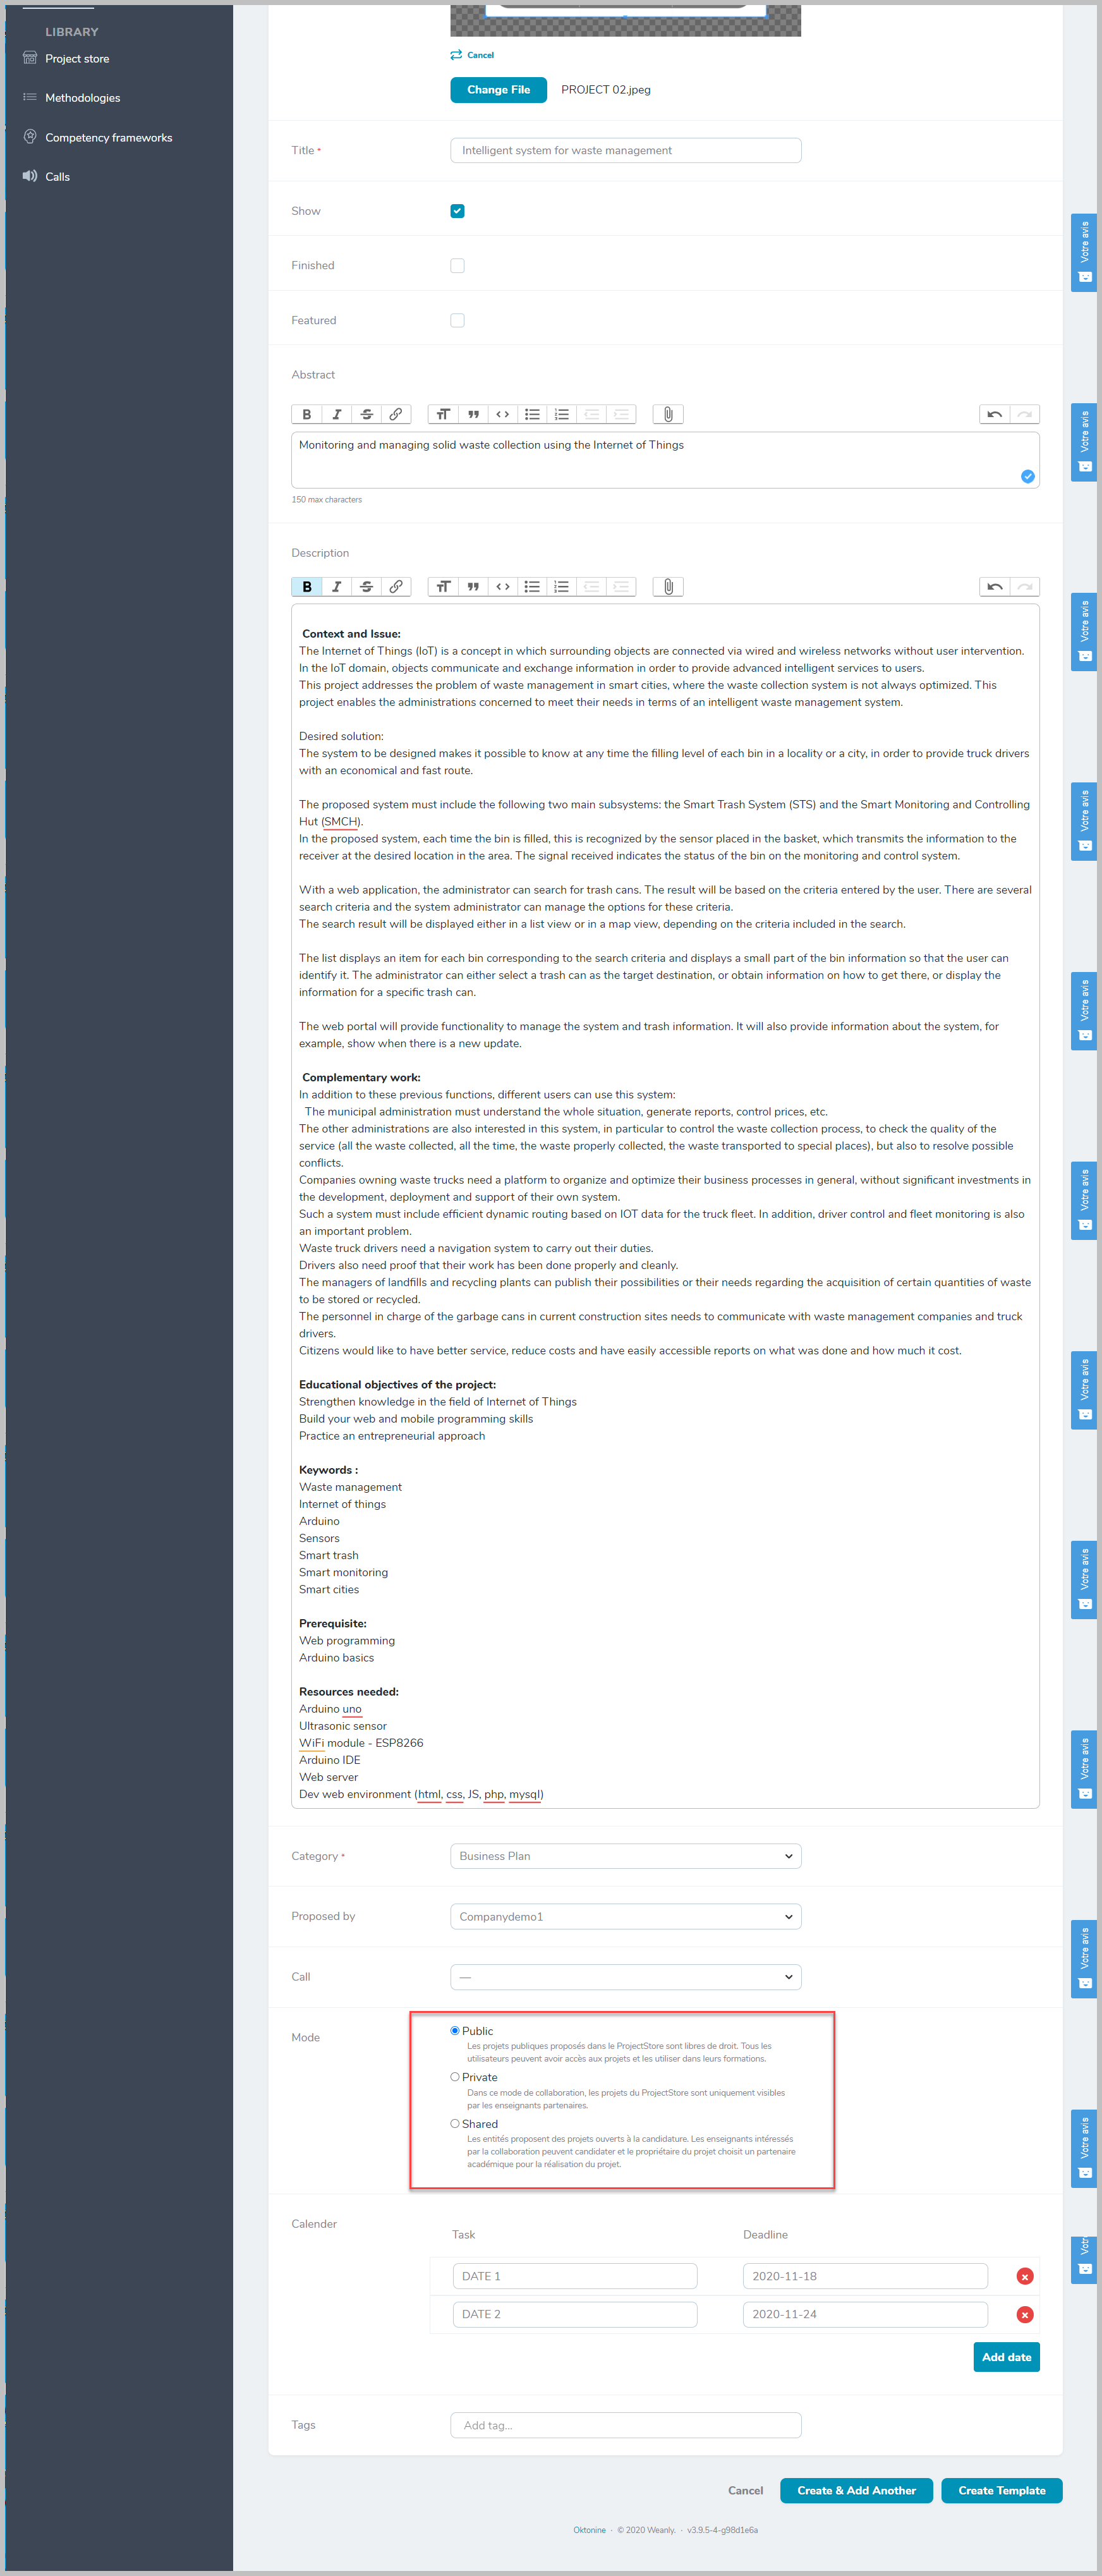 LIBRARY
Project store
Methodologies
Competency frameworks
Calls
Cancel
Change File PROJECT 02.jpeg
Title * Intelligent system for waste management
Show
Finished
Featured
Abstract
Monitoring and managing solid waste collection using the Internet of Things
150 max characters
Description
Context and Issue:
The Internet of Things (IoT) is a concept in which surrounding objects are connected via wired and wireless networks without user intervention.
In the IoT domain, objects communicate and exchange information in order to provide advanced intelligent services to users.
This project addresses the problem of waste management in smart cities, where the waste collection system is not always optimized. This
project enables the administrations concerned to meet their needs in terms of an intelligent waste management system.
Desired solution:
The system to be designed makes it possible to know at any time the filling level of each bin in a locality or a city, in order to provide truck drivers
with an economical and fast route.
The proposed system must include the following two main subsystems: the Smart Trash System (STS) and the Smart Monitoring and Controlling
Hut (SMCH).
In the proposed system, each time the bin is filled, this is recognized by the sensor placed in the basket, which transmits the information to the
receiver at the desired location in the area. The signal received indicates the status of the bin on the monitoring and control system.
With a web application, the administrator can search for trash cans. The result will be based on the criteria entered by the user. There are several
search criteria and the system administrator can manage the options for these criteria.
The search result will be displayed either in a list view or in a map view, depending on the criteria included in the search.
The list displays an item for each bin corresponding to the search criteria and displays a small part of the bin information so that the user can
identify it. The administrator can either select a trash can as the target destination, or obtain information on how to get there, or display the
information for a specific trash can.
The web portal will provide functionality to manage the system and trash information. It will also provide information about the system, for
example, show when there is a new update.
Complementary work:
In addition to these previous functions, different users can use this system:
The municipal administration must understand the whole situation, generate reports, control prices, etc.
The other administrations are also interested in this system, in particular to control the waste collection process, to check the quality of the
service (all the waste collected, all the time, the waste properly collected, the waste transported to special places), but also to resolve possible
conflicts.
Companies owning waste trucks need a platform to organize and optimize their business processes in general, without significant investments in
the development, deployment and support of their own system.
Such a system must include efficient dynamic routing based on IOT data for the truck fleet. In addition, driver control and fleet monitoring is also
an important problem.
Waste truck drivers need a navigation system to carry out their duties.
Drivers also need proof that their work has been done properly and cleanly.
The managers of landfills and recycling plants can publish their possibilities or their needs regarding the acquisition of certain quantities of waste
to be stored or recycled.
The personnel in charge of the garbage cans in current construction sites needs to communicate with waste management companies and truck
drivers.
Citizens would like to have better service, reduce costs and have easily accessible reports on what was done and how much it cost.
Educational objectives of the project:
Strengthen knowledge in the field of Internet of Things
Build your web and mobile programming skills
Practice an entrepreneurial approach
Keywords :
Waste management
Internet of things
Arduino
Sensors
Smart trash
Smart monitoring
Smart cities
Prerequisite:
Web programming
Arduino basics
Resources needed:
Arduino uno
Ultrasonic sensor
WiFi module - ESP8266
Arduino IDE
Web server
Dev web environment (html, css, JS, php, mysql)
Category * Business Plan
Proposed by Companydemo1
Call —
Mode
Public
Les projets publiques proposés dans le ProjectStore sont libres de droit. Tous les
utilisateurs peuvent avoir accès aux projets et les utiliser dans leurs formations.
Private
Dans ce mode de collaboration, les projets du ProjectStore sont uniquement visibles
par les enseignants partenaires.
Shared
Les entités proposent des projets ouverts à la candidature. Les enseignants intéressés
par la collaboration peuvent candidater et le propriétaire du projet choisit un partenaire
académique pour la réalisation du projet.
Calender
Task Deadline
DATE 1 2020-11-18
DATE 2 2020-11-24
Add date
Tags Add tag...
Cancel Create & Add Another Create Template
Oktonine · © 2020 Weanly. · v3.9.5-4-g98d1e6a
Votre avis
Votre avis
Votre avis
Votre avis
Votre avis
Votre avis
Votre avis
Votre avis
Votre avis
Votre avis
Votre avis
Votr